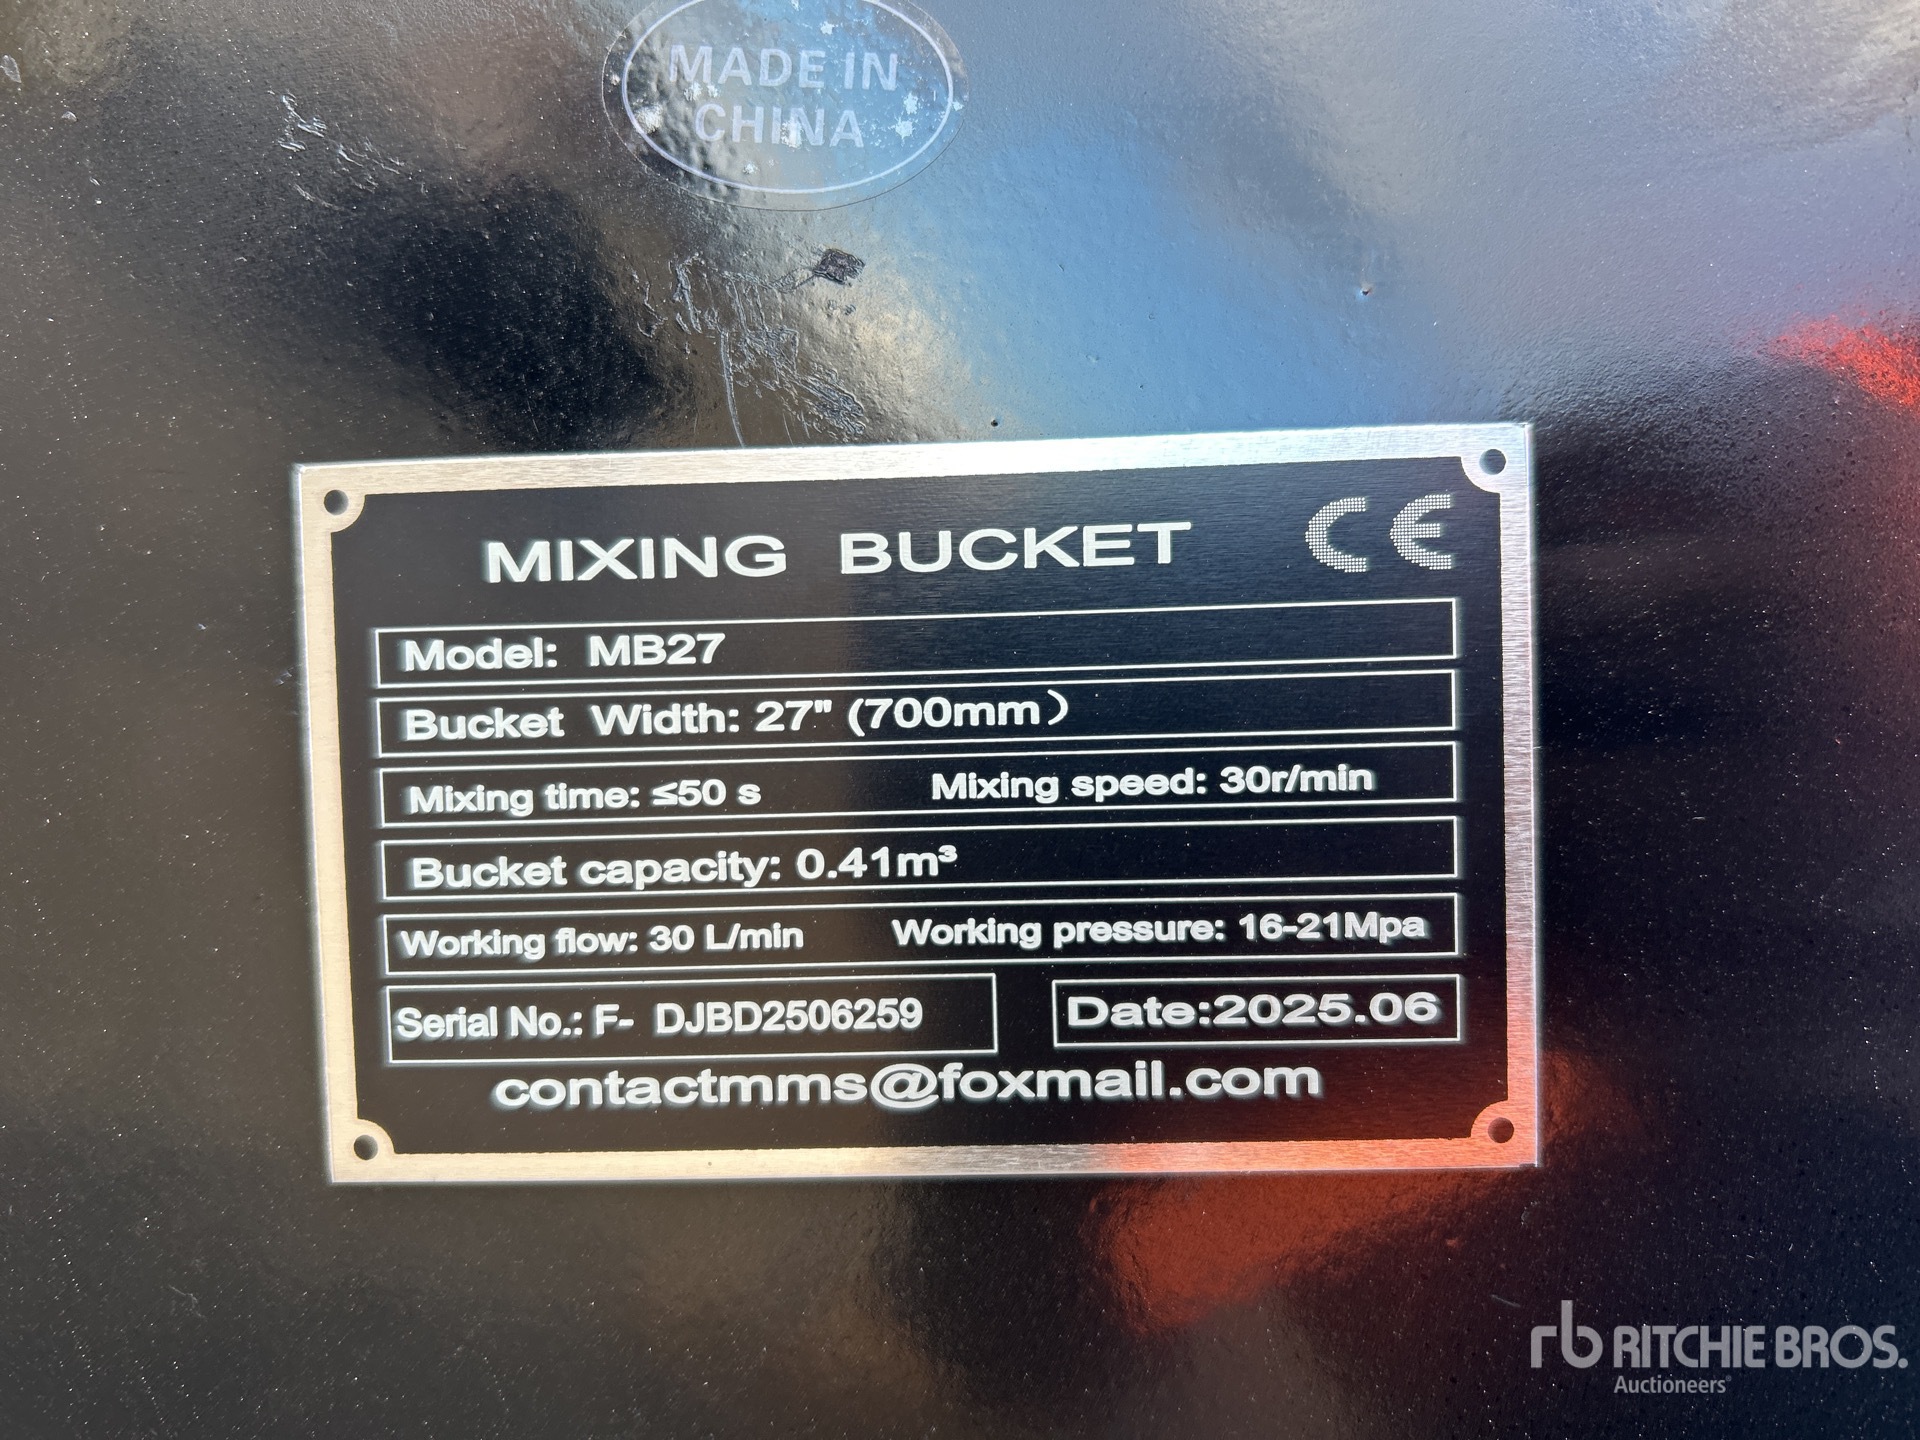 MADE IN
CHINA
MIXING BUCKET CE
Model: MB27
Bucket Width: 27" (700mm)
Mixing time: ≤50 s Mixing speed: 30r/min
Bucket capacity: 0.41m³
Working flow: 30 L/min Working pressure: 16-21Mpa
Serial No.: F- DJBD2506259 Date:2025.06
contactmms@foxmail.com
rb RITCHIE BROS.
Auctioneers